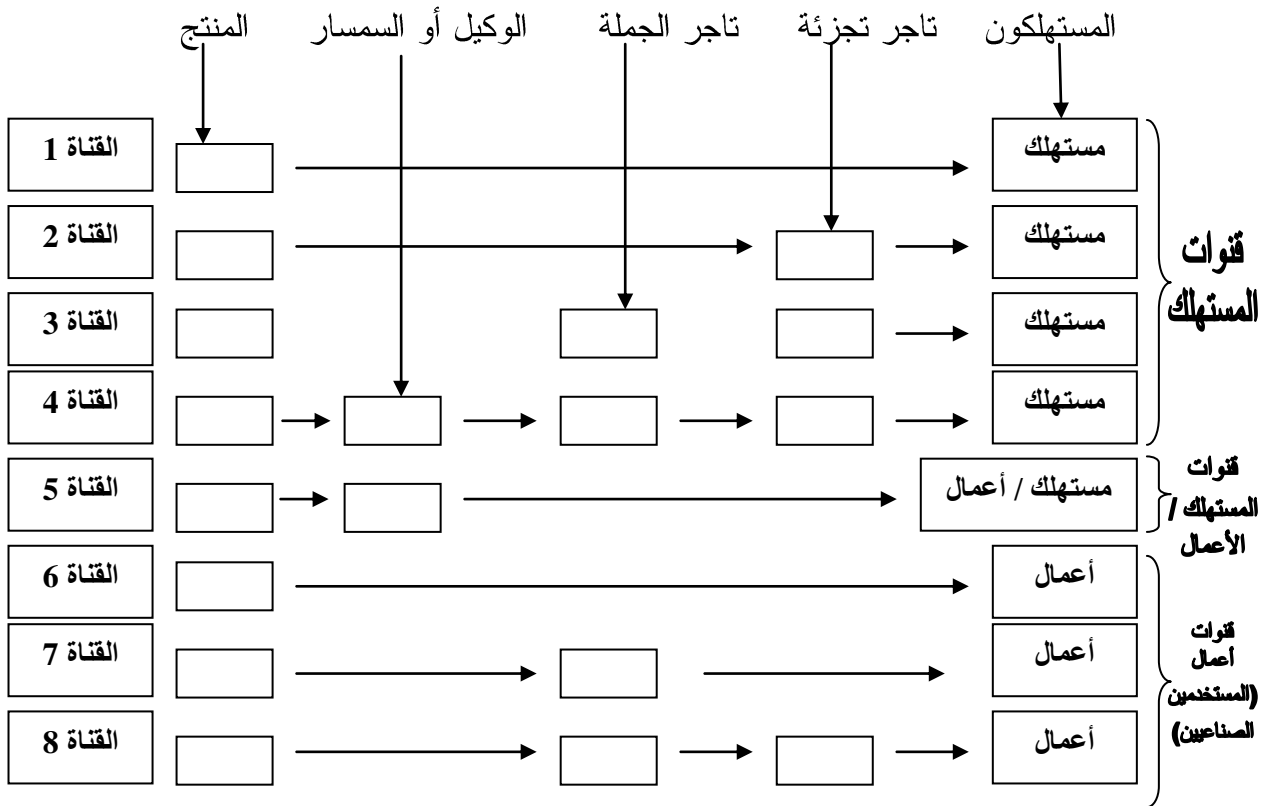 المنتج الوكيل أو السمسار تاجر الجملة تاجر تجزئة المستهلكون
القناة 1
مستهلك
القناة 2
مستهلك
القناة 3
مستهلك
القناة 4
مستهلك
قنوات
المستهلك
القناة 5
مستهلك / أعمال
قنوات
المستهلك /
الأعمال
القناة 6
أعمال
القناة 7
أعمال
القناة 8
أعمال
قنوات
أعمال
(المستخدمين
الصناعيين)